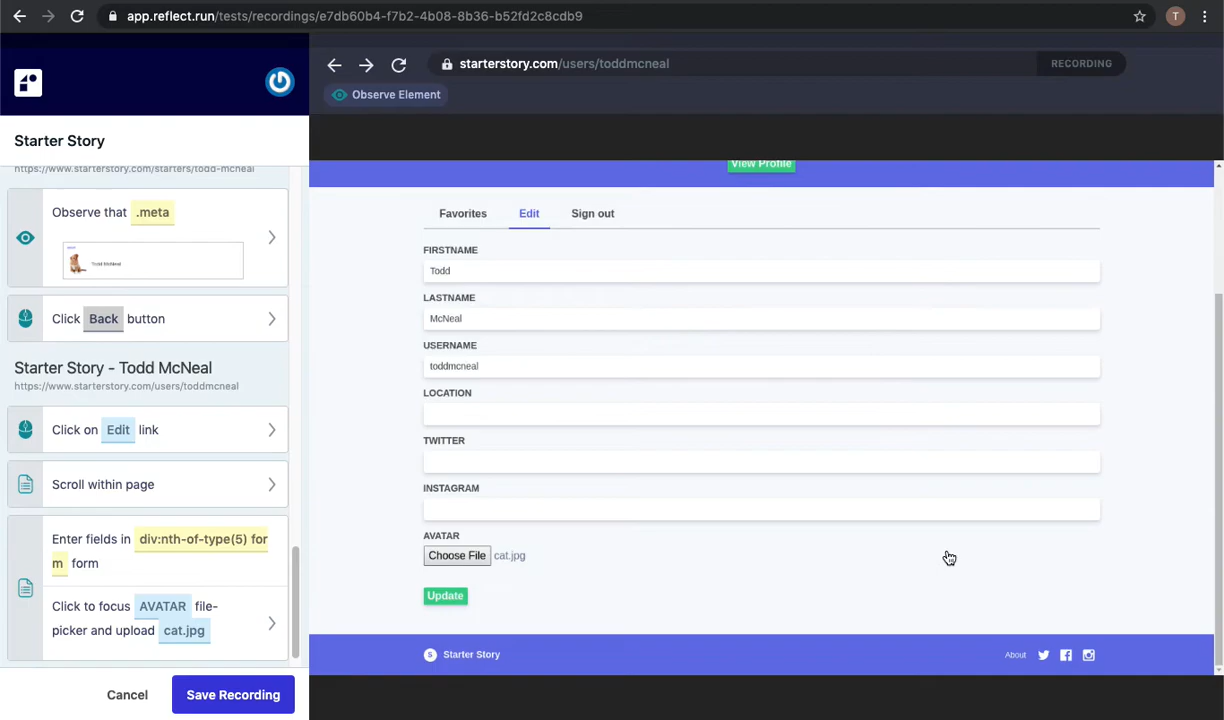 app.reflect.run/tests/recordings/e7db60b4-f7b2-4b08-8b36-b52fd2c8cdb9
T
starterstory.com/users/toddmcneal
RECORDING
Observe Element
Starter Story
https://www.starterstory.com/starters/todd-mcneal
Observe that .meta
Todd McNeal
Click Back button
Starter Story - Todd McNeal
https://www.starterstory.com/users/toddmcneal
Click on Edit link
Scroll within page
Enter fields in div:nth-of-type(5) for
m form
Click to focus AVATAR file-
picker and upload cat.jpg
Cancel
Save Recording
View Profile
Favorites
Edit
Sign out
FIRSTNAME
Todd
LASTNAME
McNeal
USERNAME
toddmcneal
LOCATION
TWITTER
INSTAGRAM
AVATAR
Choose File cat.jpg
Update
S Starter Story
About